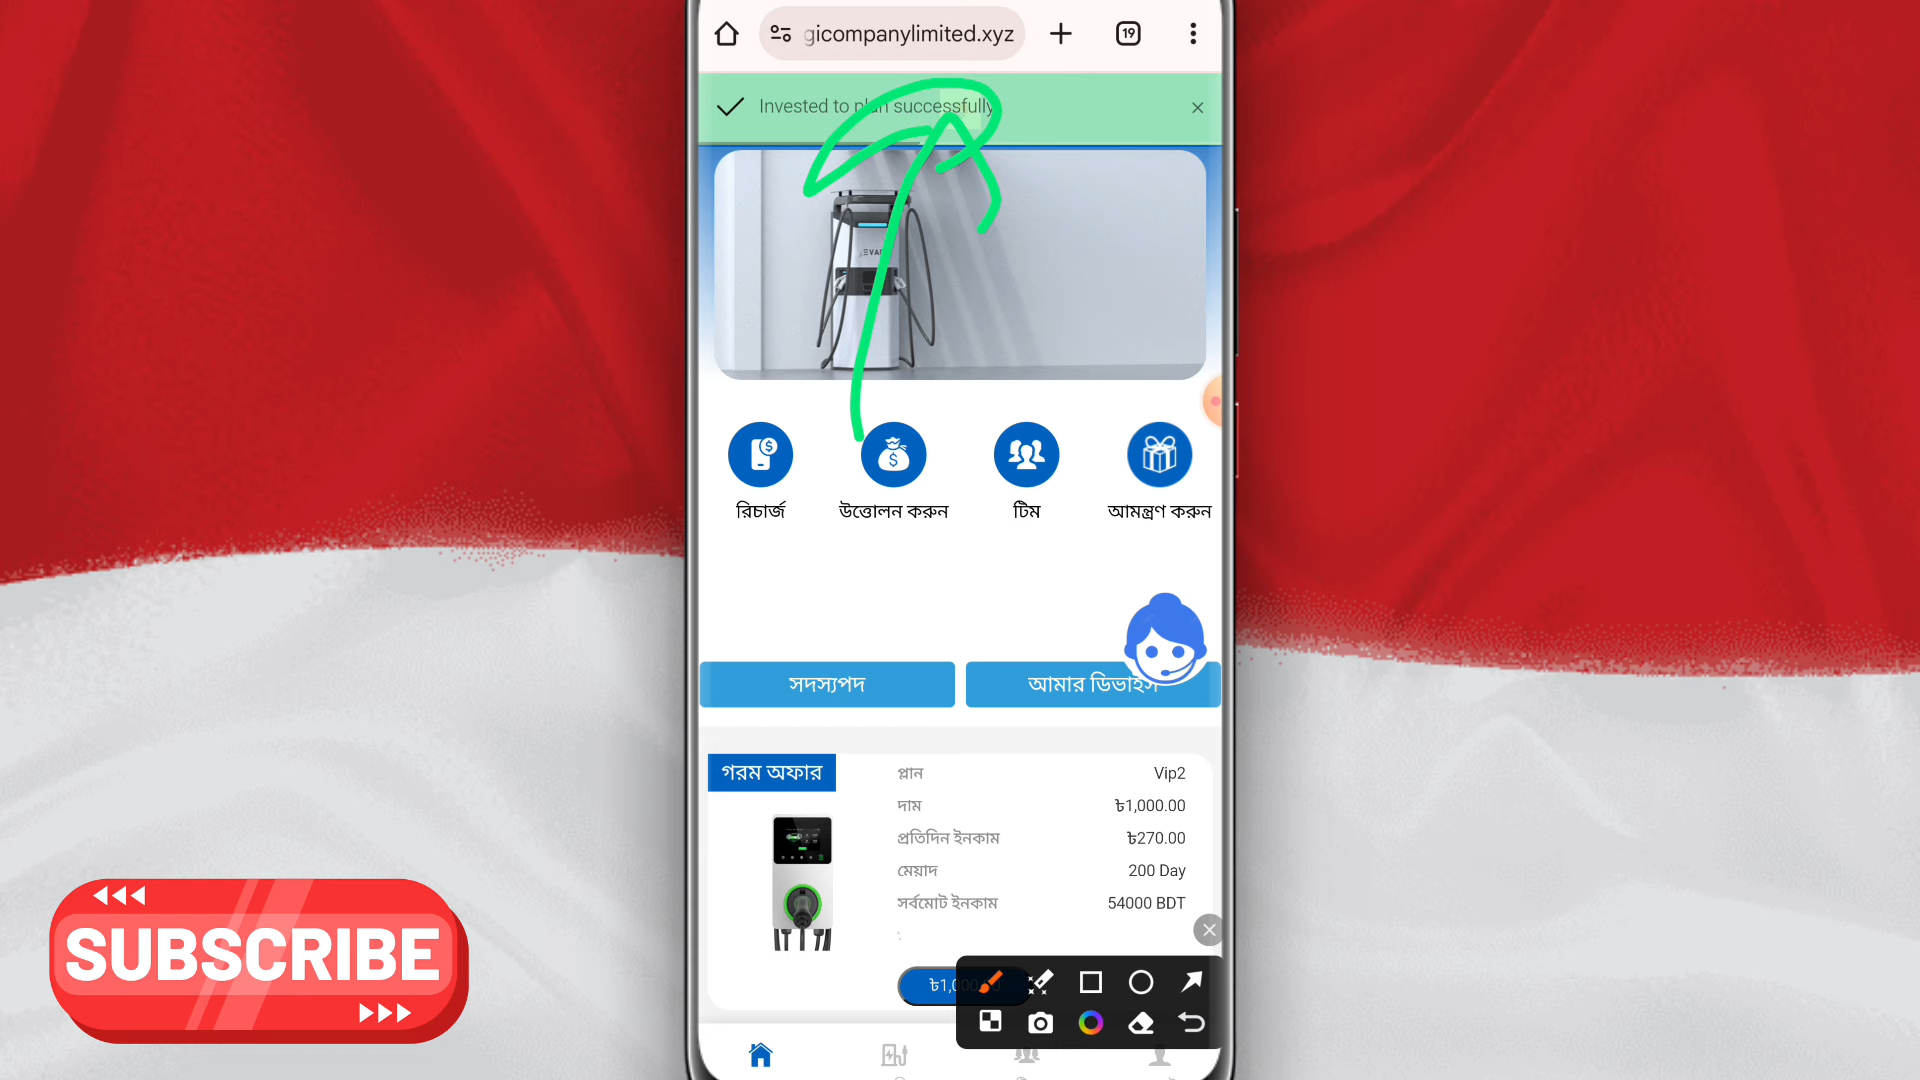 gicompanylimited.xyz
19
Invested to plan successfully
রিচার্জ
উত্তোলন করুন
টিম
আমন্ত্রণ করুন
সদস্যপদ
আমার ডিভাইস
গরম অফার
প্লান Vip2
দাম ৳1,000.00
প্রতিদিন ইনকাম ৳270.00
মেয়াদ 200 Day
সর্বমোট ইনকাম 54000 BDT
:
SUBSCRIBE